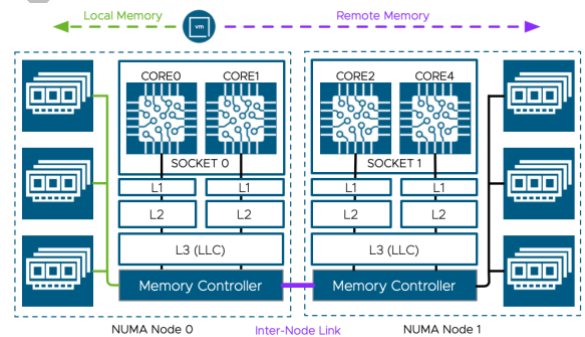 Local Memory
vm
Remote Memory
CORE0 CORE1
SOCKET 0
L1 L1
L2 L2
L3 (LLC)
Memory Controller
CORE2 CORE4
SOCKET 1
L1 L1
L2 L2
L3 (LLC)
Memory Controller
NUMA Node 0
Inter-Node Link
NUMA Node 1